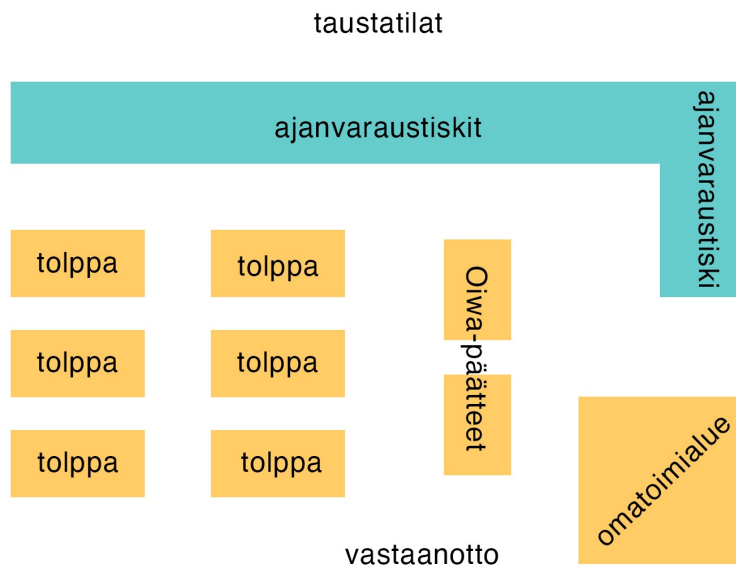 taustatilat
ajanvaraustiskit
ajanvaraustiski
tolppa
tolppa
Oiwa-päätteet
tolppa
tolppa
tolppa
tolppa
omatoimialue
vastaanotto